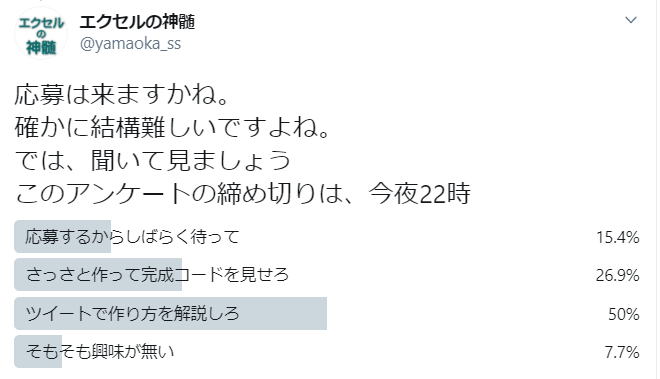 エクセル
の
神髄
エクセルの神髄
@yamaoka_ss
応募は来ますかね。
確かに結構難しいですよね。
では、聞いて見ましょう
このアンケートの締め切りは、今夜22時
応募するからしばらく待って 15.4%
さっさと作って完成コードを見せろ 26.9%
ツイートで作り方を解説しろ 50%
そもそも興味が無い 7.7%